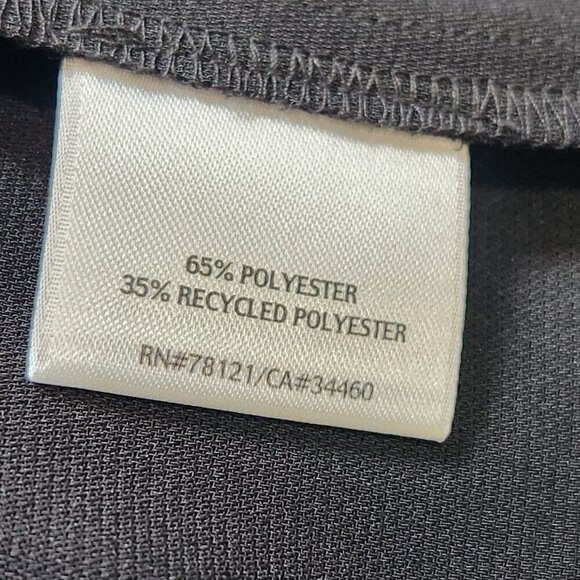 65% POLYESTER
35% RECYCLED POLYESTER
RN#78121/CA#34460